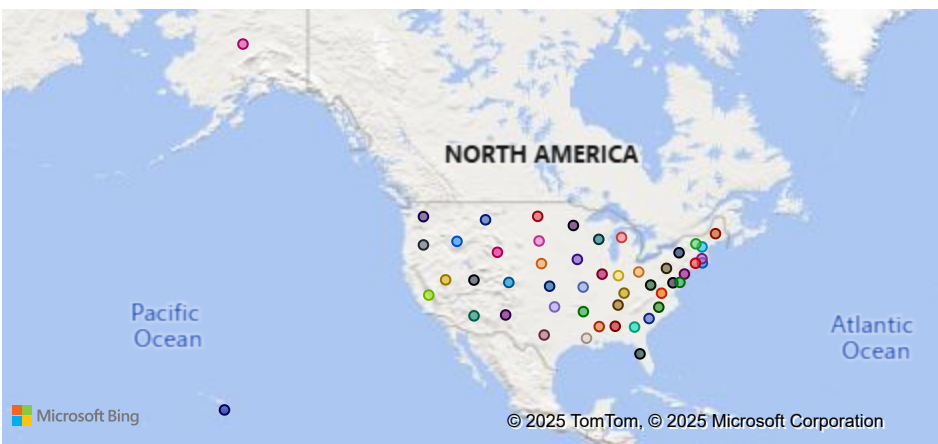 NORTH AMERICA
Pacific
Ocean
Atlantic
Ocean
Microsoft Bing
© 2025 TomTom, © 2025 Microsoft Corporation